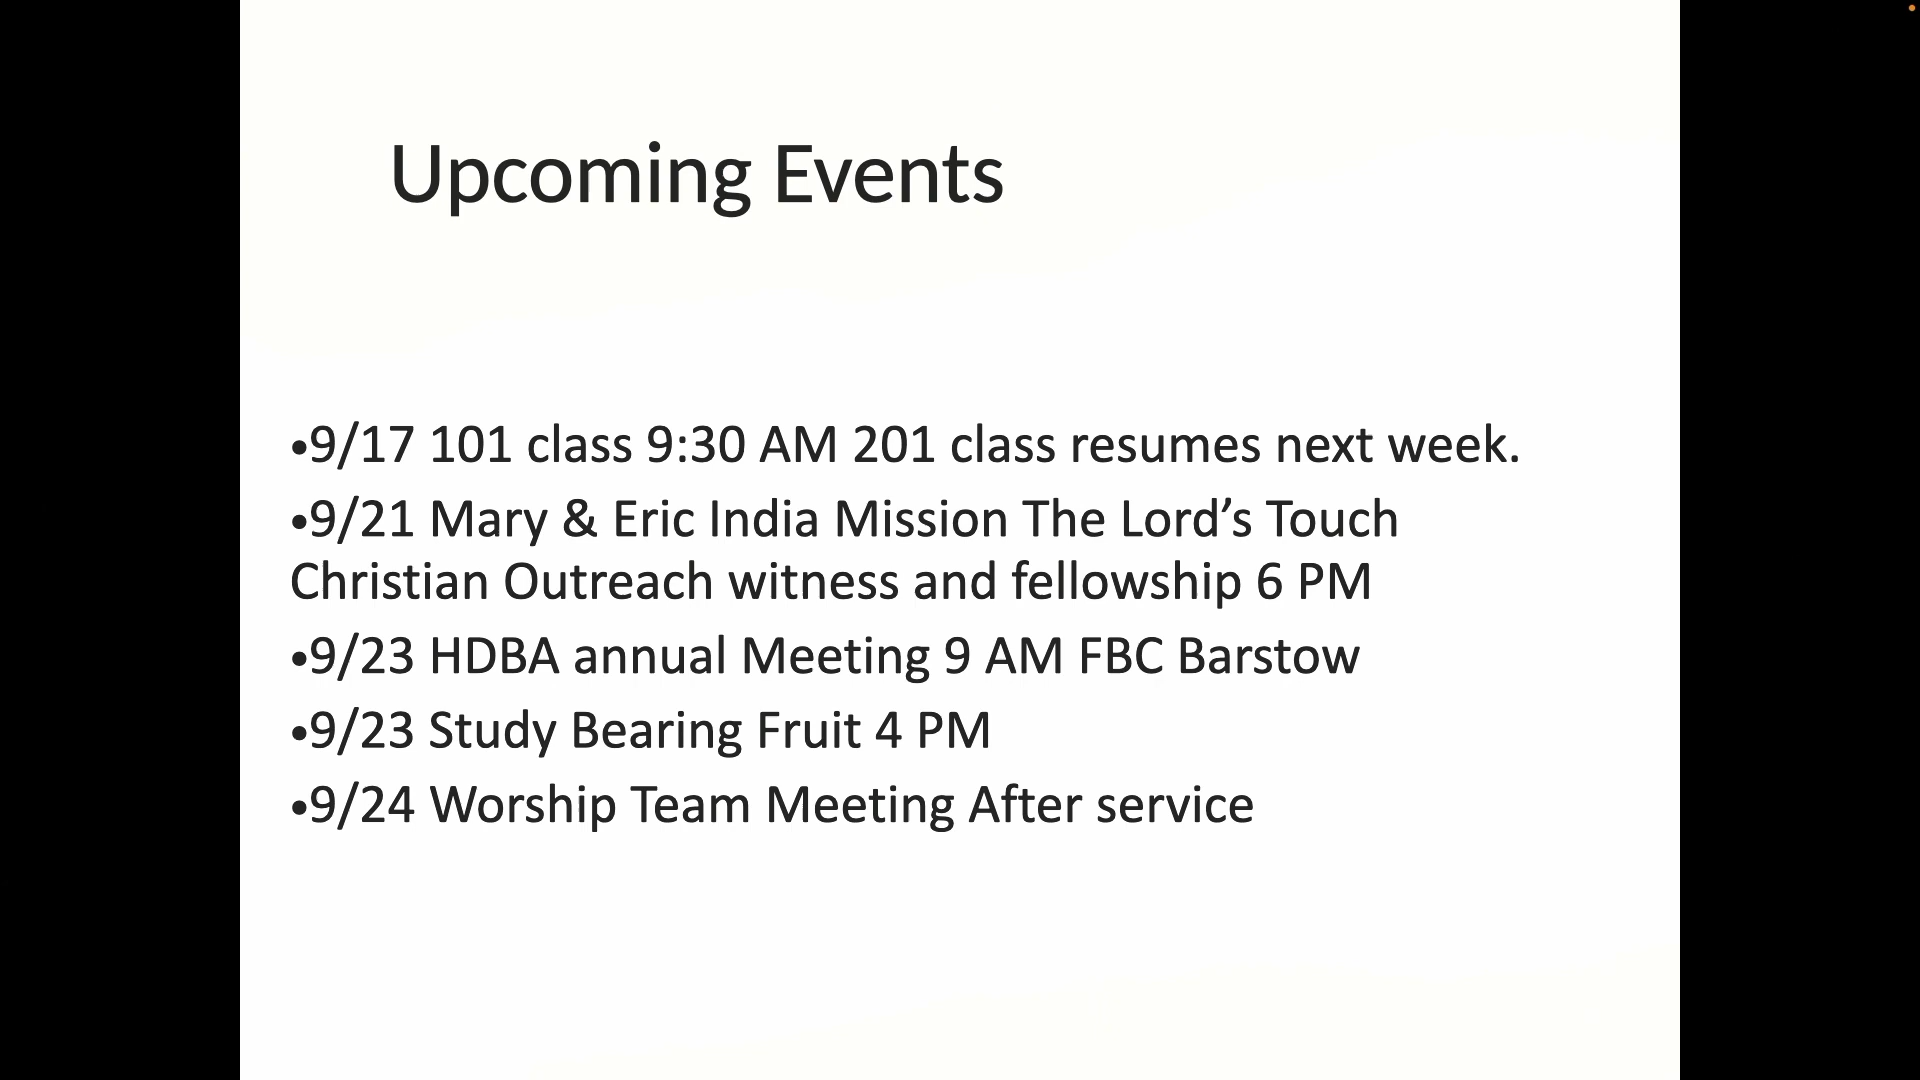 Upcoming Events
•9/17 101 class 9:30 AM 201 class resumes next week.
•9/21 Mary & Eric India Mission The Lord’s Touch
Christian Outreach witness and fellowship 6 PM
•9/23 HDBA annual Meeting 9 AM FBC Barstow
•9/23 Study Bearing Fruit 4 PM
•9/24 Worship Team Meeting After service